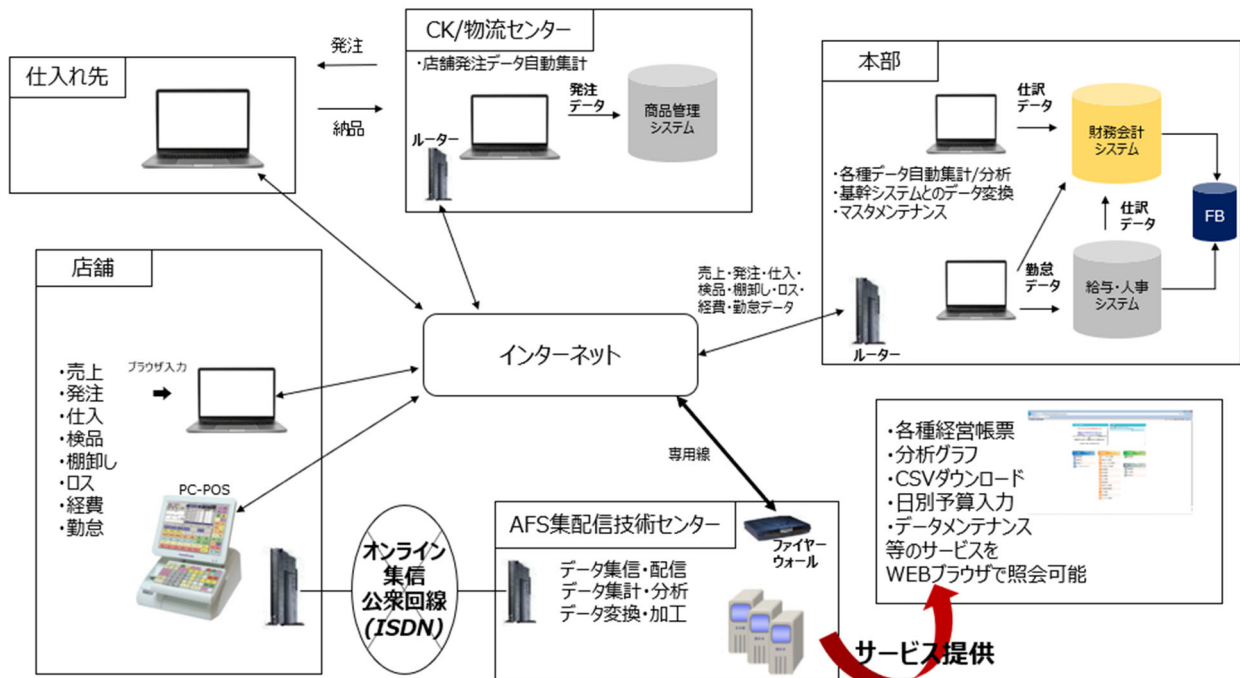 仕入れ先
発注
納品
CK/物流センター
・店舗発注データ自動集計
ルーター
発注
データ
商品管理
システム
本部
仕訳
データ
財務会計
システム
・各種データ自動集計/分析
・基幹システムとのデータ変換
・マスタメンテナンス
仕訳
データ
FB
勤怠
データ
給与・人事
システム
ルーター
売上・発注・仕入・
検品・棚卸し・ロス・
経費・勤怠データ
インターネット
店舗
・売上
・発注
・仕入
・検品
・棚卸し
・ロス
・経費
・勤怠
ブラウザ入力
PC-POS
オンライン
集信
公衆回線
(ISDN)
専用線
AFS集配信技術センター
ファイヤー
ウォール
データ集信・配信
データ集計・分析
データ変換・加工
・各種経営帳票
・分析グラフ
・CSVダウンロード
・日別予算入力
・データメンテナンス
等のサービスを
WEBブラウザで照会可能
サービス提供